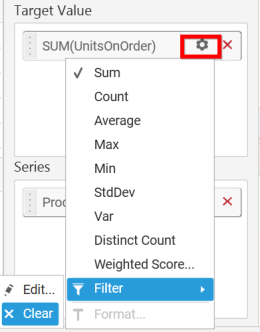 Target Value
SUM(UnitsOnOrder)
Sum
Count
Average
Max
Min
StdDev
Var
Distinct Count
Weighted Score...
Filter
Format...
Series
Proc
Edit...
Clear